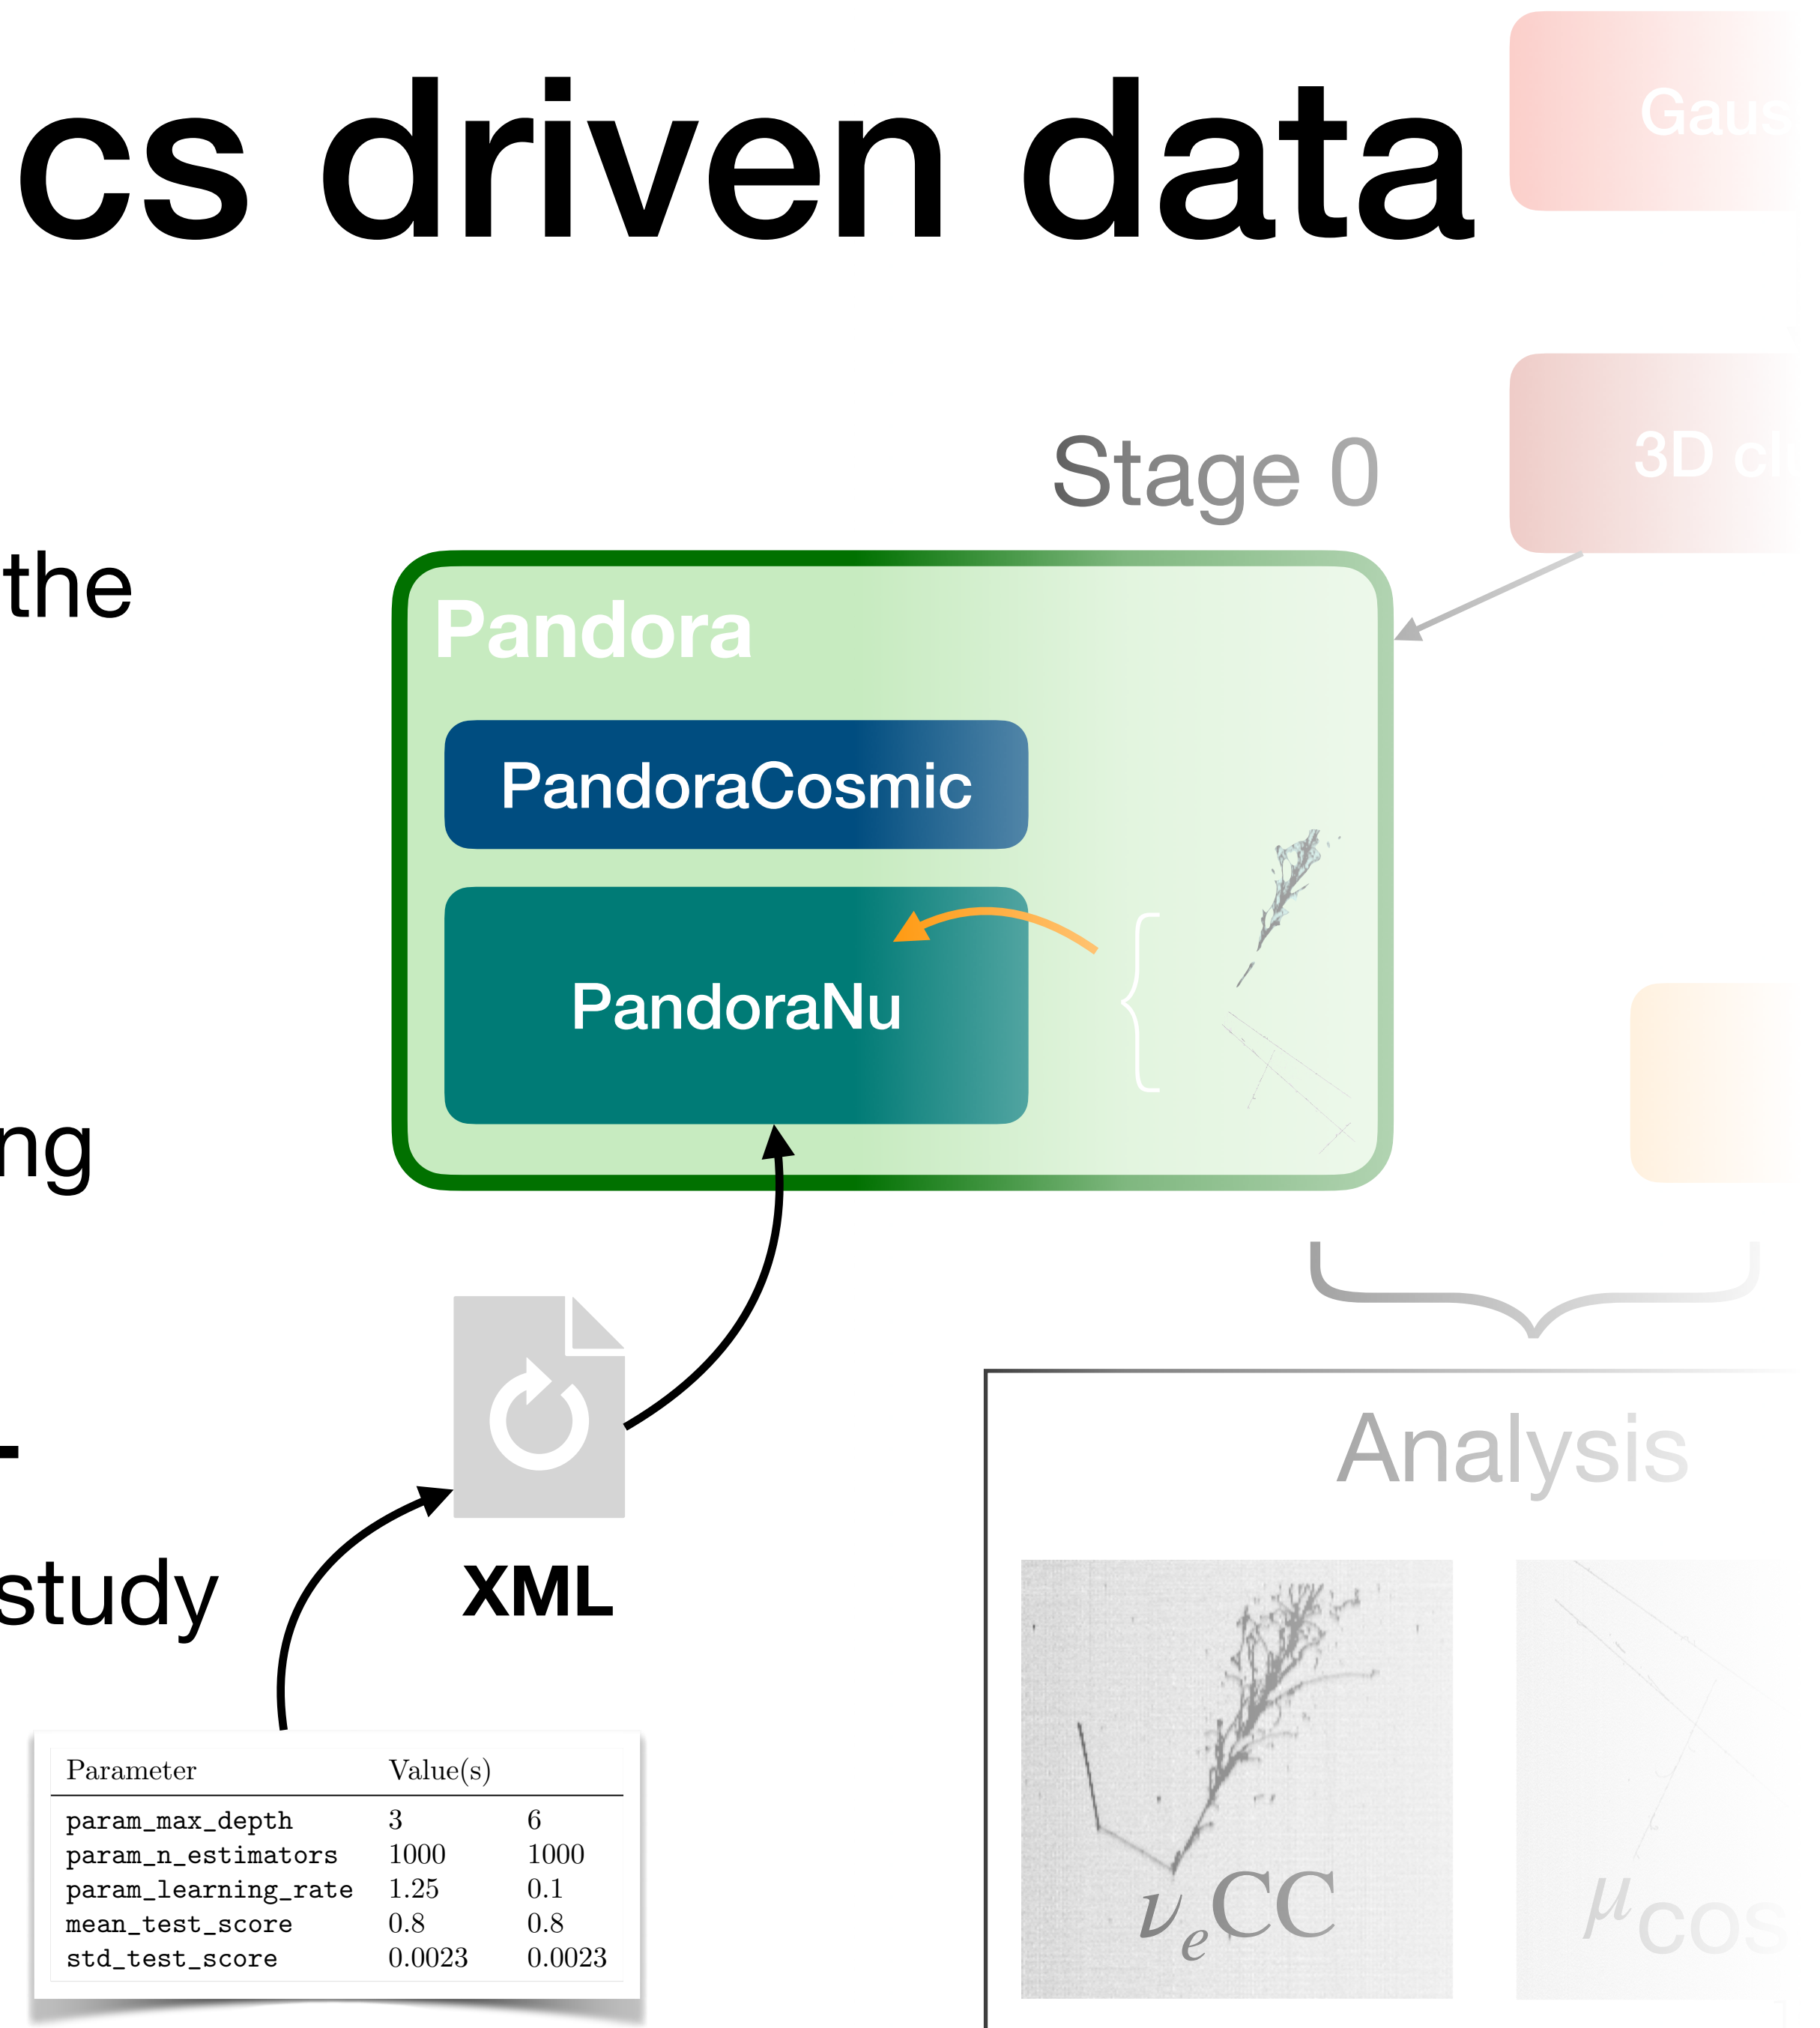 cs driven data
Gaus
Stage 0
3D cl
the
Pandora
PandoraCosmic
PandoraNu
ng
XML
study
Analysis
Parameter Value(s)
param_max_depth 3 6
param_n_estimators 1000 1000
param_learning_rate 1.25 0.1
mean_test_score 0.8 0.8
std_test_score 0.0023 0.0023
νeCC
μcos